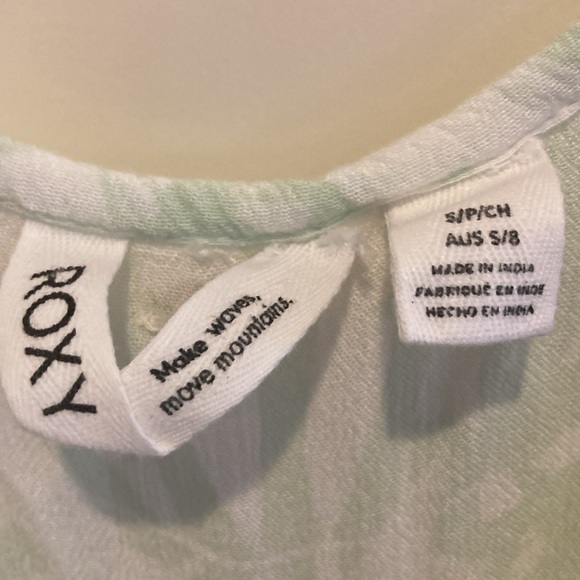 ROXY
Make waves,
move mountains.
S/P/CH
AUS S/8
MADE IN INDIA
FABRIQUÉ EN INDE
HECHO EN INDIA